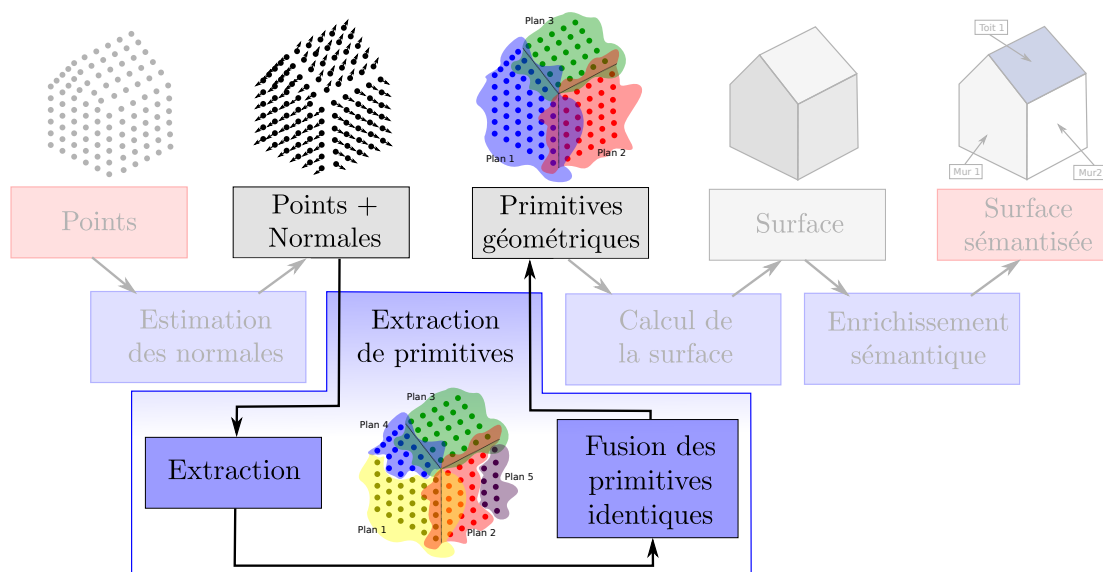 Plan 3
Plan 1
Plan 2
Toit 1
Mur 1
Mur2
Points
Points +
Normales
Primitives
géométriques
Surface
Surface
sémantisée
Estimation
des normales
Extraction
de primitives
Calcul de
la surface
Enrichissement
sémantique
Plan 3
Plan 4
Plan 5
Plan 1
Plan 2
Extraction
Fusion des
primitives
identiques